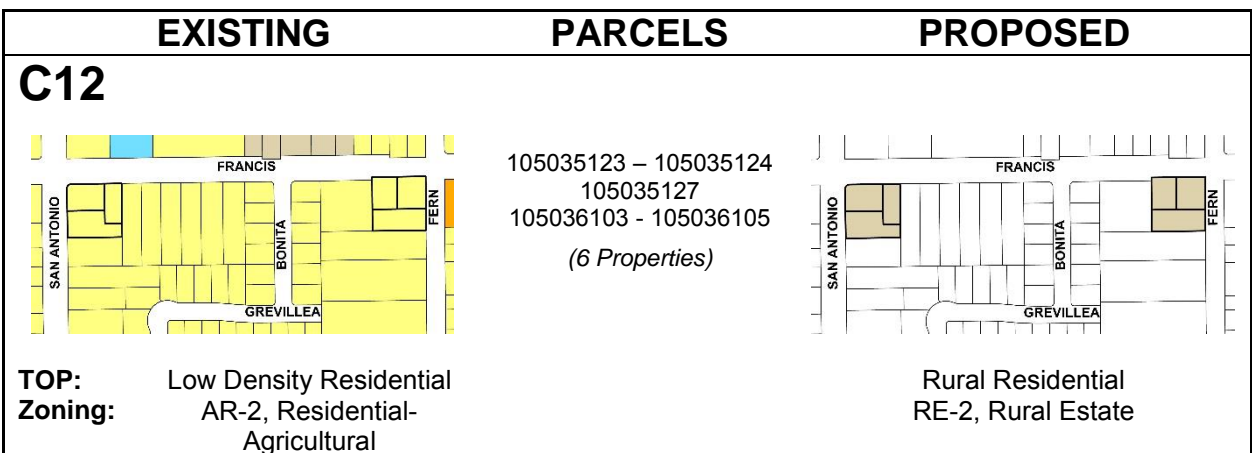 EXISTING PARCELS PROPOSED
C12
FRANCIS
SAN ANTONIO
BONITA
FERN
GREVILLEA
105035123 – 105035124
105035127
105036103 - 105036105
(6 Properties)
FRANCIS
SAN ANTONIO
BONITA
FERN
GREVILLEA
TOP: Low Density Residential Rural Residential
Zoning: AR-2, Residential- RE-2, Rural Estate
Agricultural